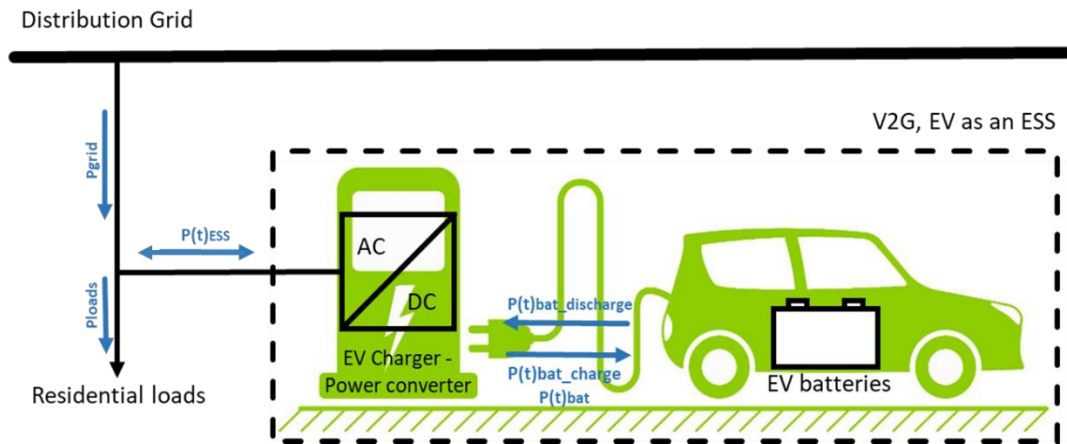 Distribution Grid
V2G, EV as an ESS
Pgrid
P(t)ESS
AC
DC
Ploads
P(t)bat_discharge
EV Charger -
Power converter
P(t)bat_charge
P(t)bat
EV batteries
Residential loads